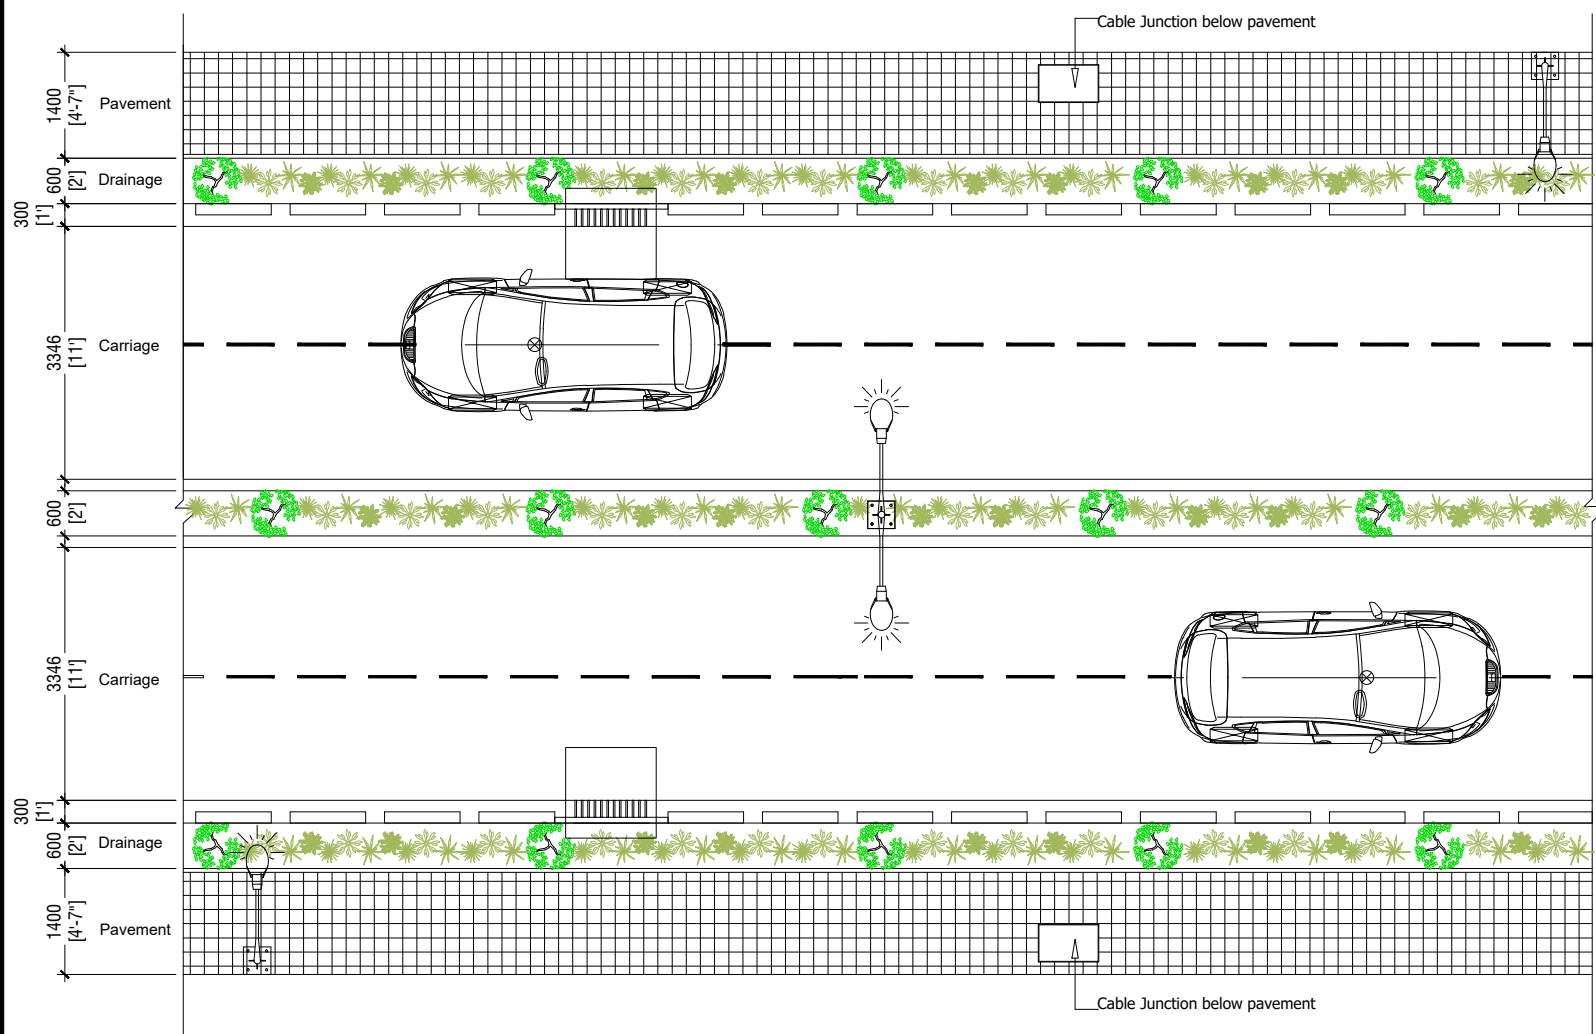 Cable Junction below pavement
1400
[4'-7"]
Pavement
600
[2']
Drainage
300
[1']
3346
[11']
Carriage
600
[2']
3346
[11']
Carriage
300
[1']
600
[2']
Drainage
1400
[4'-7"]
Pavement
Cable Junction below pavement